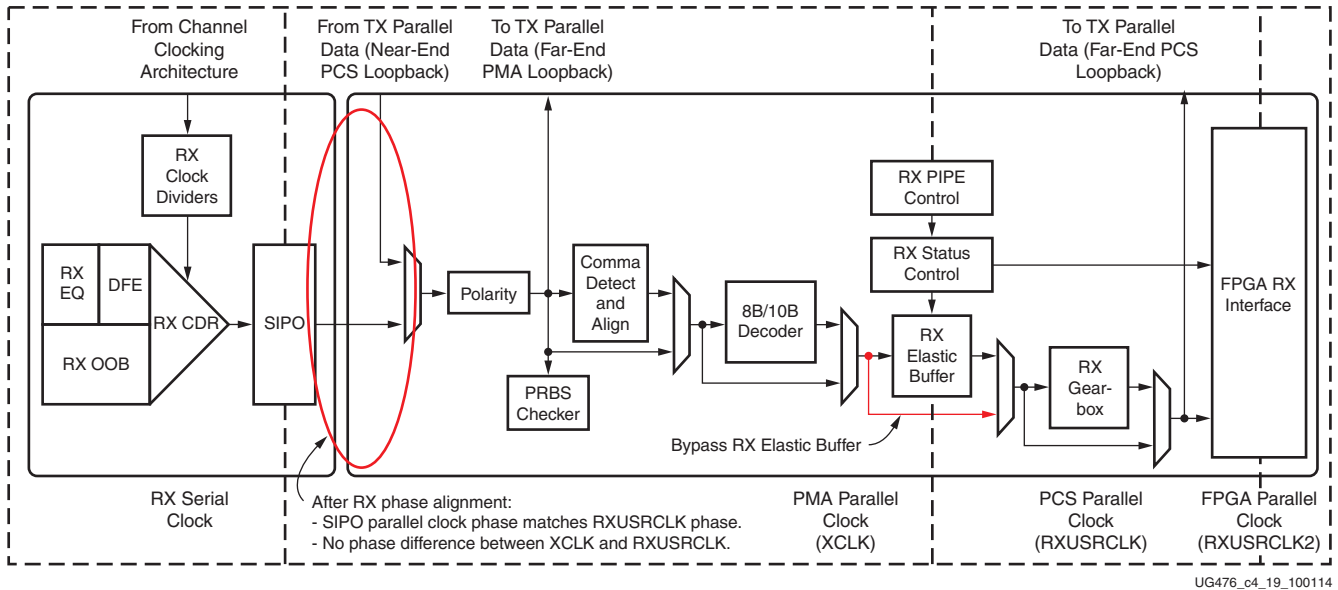 From Channel
Clocking
Architecture
From TX Parallel
Data (Near-End
PCS Loopback)
To TX Parallel
Data (Far-End
PMA Loopback)
To TX Parallel
Data (Far-End PCS
Loopback)
RX
Clock
Dividers
RX
EQ
DFE
RX CDR
RX OOB
SIPO
Polarity
Comma
Detect
and
Align
PRBS
Checker
8B/10B
Decoder
RX PIPE
Control
RX Status
Control
RX
Elastic
Buffer
RX
Gear-
box
FPGA RX
Interface
Bypass RX Elastic Buffer
RX Serial
Clock
After RX phase alignment:
- SIPO parallel clock phase matches RXUSRCLK phase.
- No phase difference between XCLK and RXUSRCLK.
PMA Parallel
Clock
(XCLK)
PCS Parallel
Clock
(RXUSRCLK)
FPGA Parallel
Clock
(RXUSRCLK2)
UG476_c4_19_100114